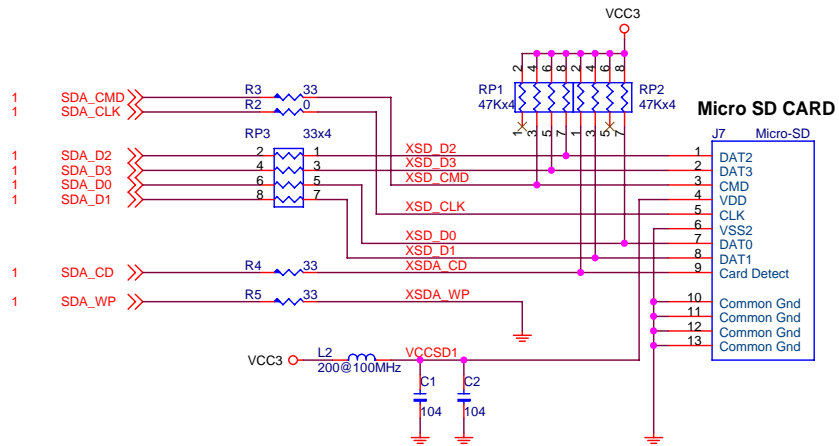 VCC3
2 4 6 8 2 4 6 8
RP1 47Kx4
RP2 47Kx4
1 3 5 7 1 3 5 7
Micro SD CARD
J7 Micro-SD
1 SDA_CMD R3 33
1 SDA_CLK R2 0
RP3 33x4
1 SDA_D2 2 1 XSD_D2 1 DAT2
1 SDA_D3 4 3 XSD_D3 2 DAT3
XSD_CMD 3 CMD
4 VDD
1 SDA_D0 6 5
1 SDA_D1 8 7
XSD_CLK 5 CLK
6 VSS2
XSD_D0 7 DAT0
XSD_D1 8 DAT1
1 SDA_CD R4 33 XSDA_CD 9 Card Detect
1 SDA_WP R5 33 XSDA_WP
10 Common Gnd
11 Common Gnd
12 Common Gnd
13 Common Gnd
VCC3 L2 VCCSD1
200@100MHz
C1 C2
104 104